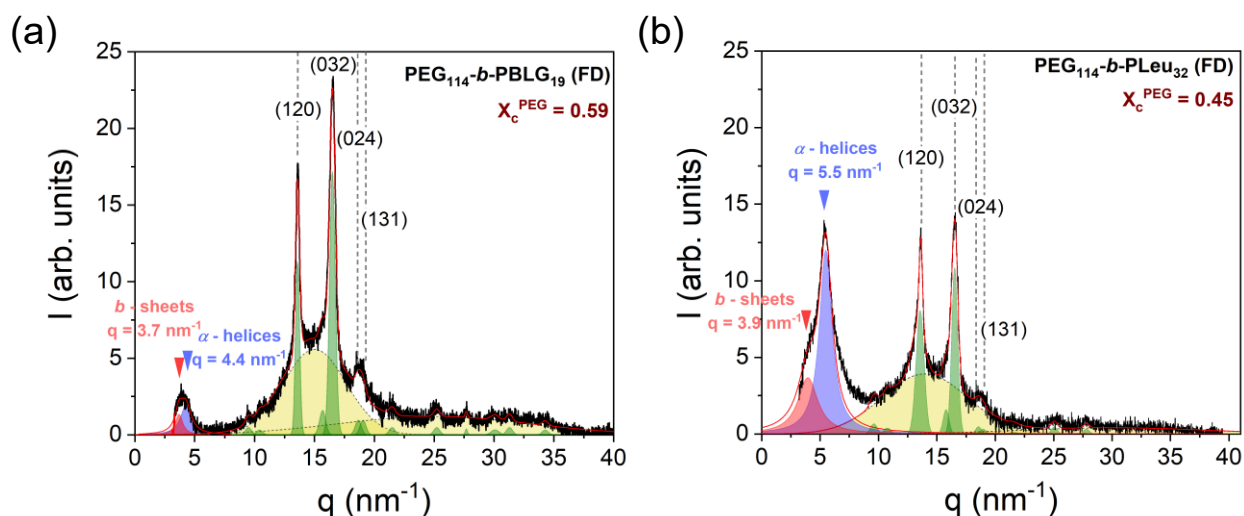 (a)
PEG₁₁₄-b-PBLG₁₉ (FD)
X_c^PEG = 0.59
(032)
(120)
(024)
(131)
b - sheets
q = 3.7 nm⁻¹
α - helices
q = 4.4 nm⁻¹
I (arb. units)
25
20
15
10
5
0
0 5 10 15 20 25 30 35 40
q (nm⁻¹)
(b)
PEG₁₁₄-b-PLeu₃₂ (FD)
X_c^PEG = 0.45
(032)
(120)
(024)
(131)
α - helices
q = 5.5 nm⁻¹
b - sheets
q = 3.9 nm⁻¹
I (arb. units)
25
20
15
10
5
0
0 5 10 15 20 25 30 35 40
q (nm⁻¹)